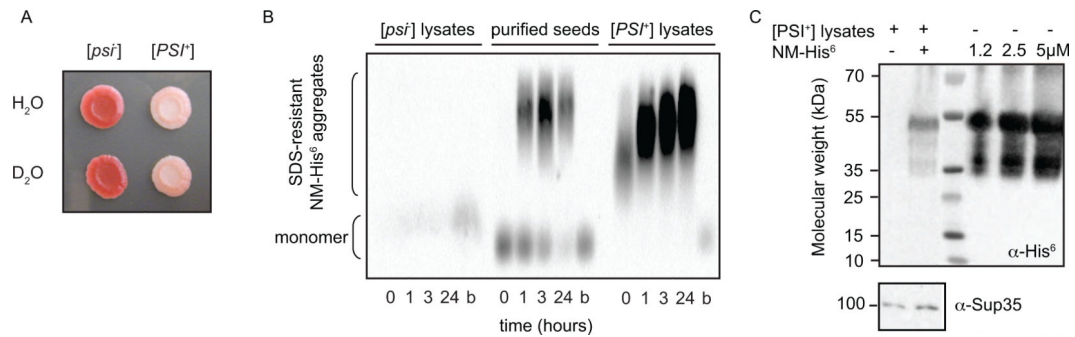 A
[psi⁻] [PSI⁺]
H₂O
D₂O
B
[psi⁻] lysates purified seeds [PSI⁺] lysates
SDS-resistant
NM-His⁶ aggregates
monomer
0 1 3 24 b 0 1 3 24 b 0 1 3 24 b
time (hours)
C
[PSI⁺] lysates + + - - -
NM-His⁶ - + 1.2 2.5 5µM
Molecular weight (kDa)
70
55
35
25
15
10
α-His⁶
100 α-Sup35